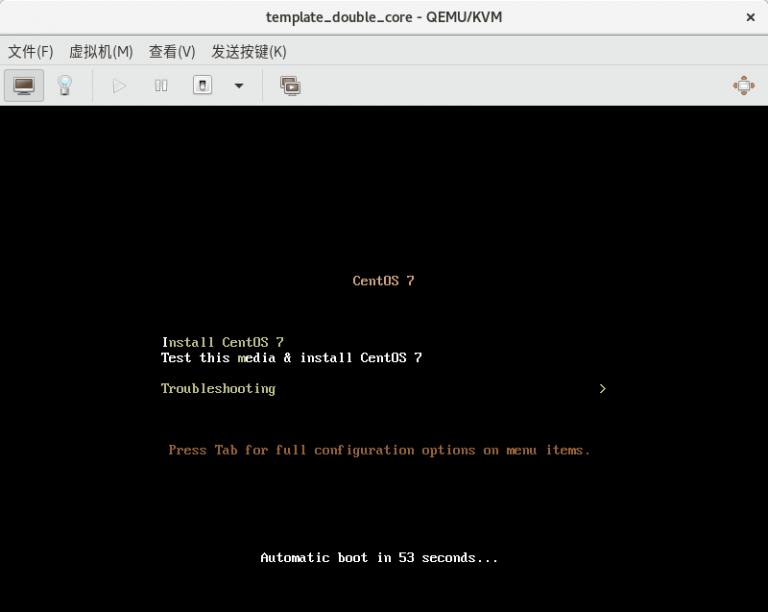 template_double_core - QEMU/KVM
文件(F) 虚拟机(M) 查看(V) 发送按键(K)
CentOS 7
Install CentOS 7
Test this media & install CentOS 7
Troubleshooting >
Press Tab for full configuration options on menu items.
Automatic boot in 53 seconds...